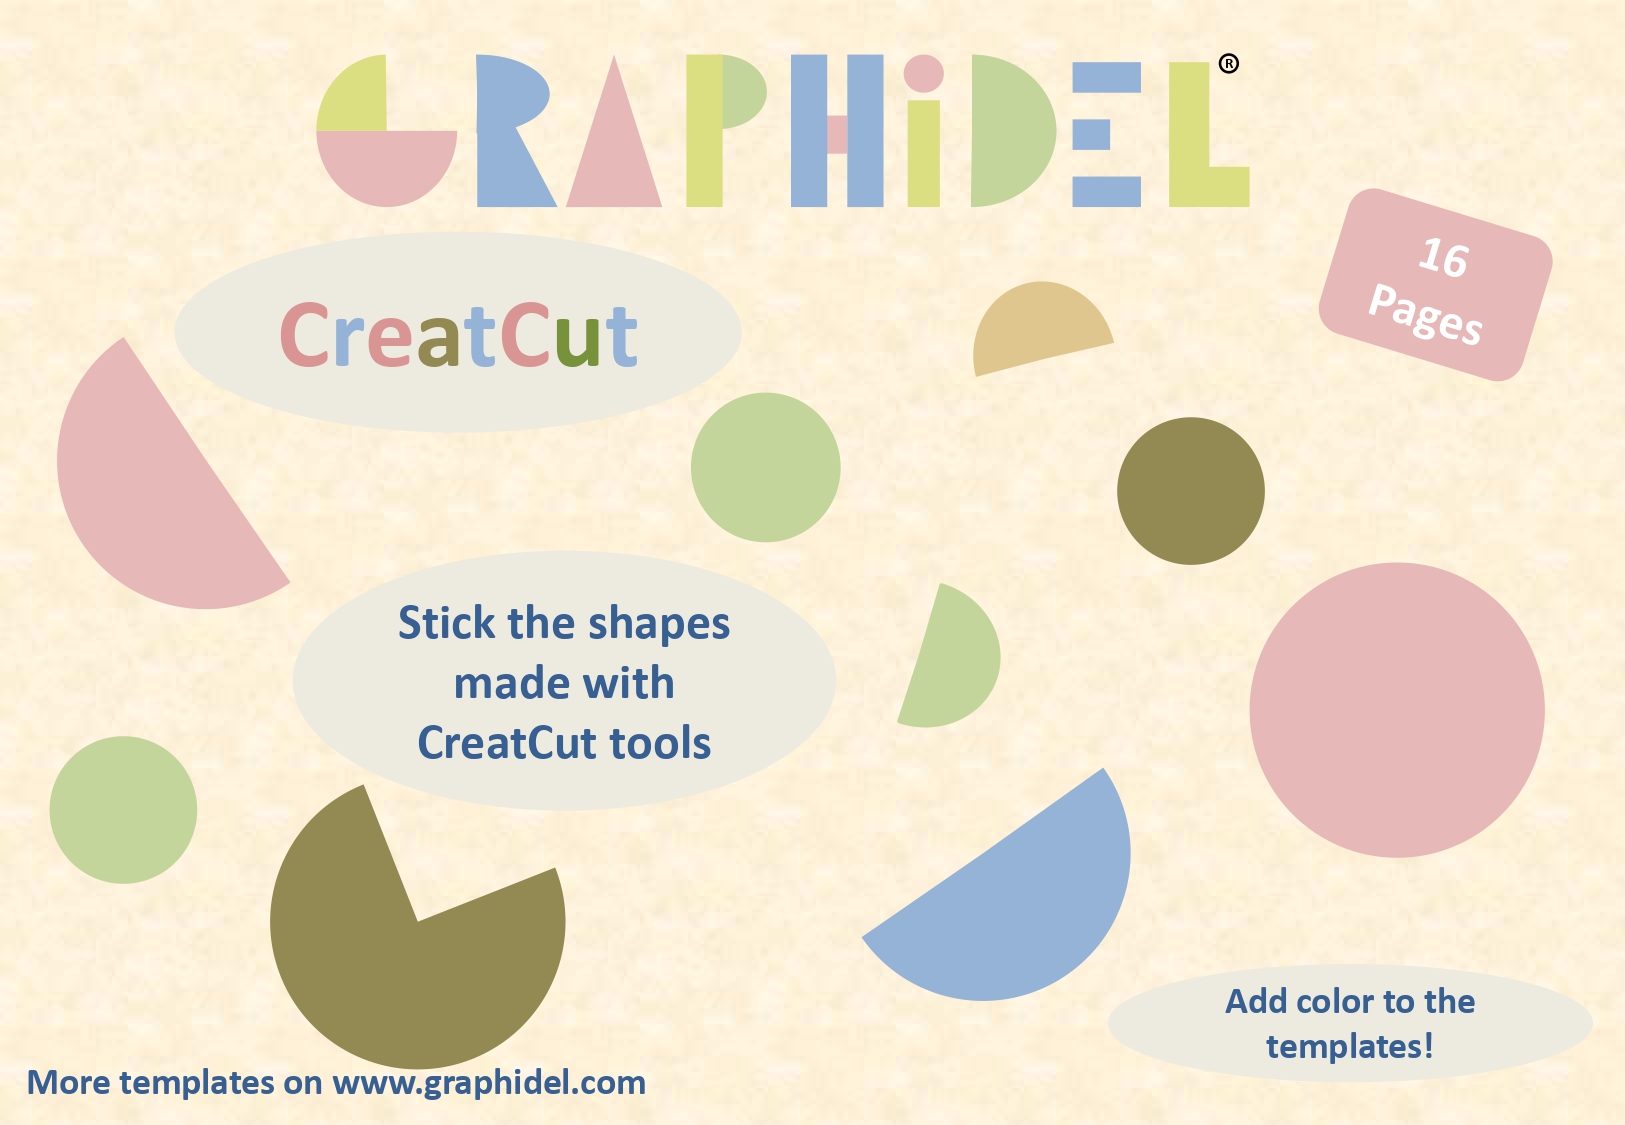 GRAPHiDEL®
16
Pages
CreatCut
Stick the shapes
made with
CreatCut tools
Add color to the
templates!
More templates on www.graphidel.com